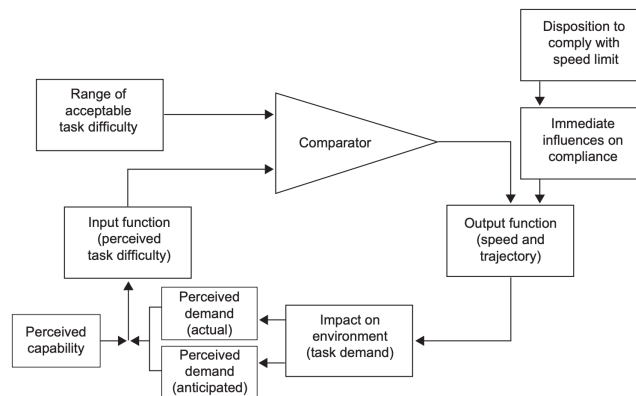 Disposition to
comply with
speed limit
Range of
acceptable
task difficulty
Comparator
Immediate
influences on
compliance
Input function
(perceived
task difficulty)
Output function
(speed and
trajectory)
Perceived
demand
(actual)
Perceived
capability
Impact on
environment
(task demand)
Perceived
demand
(anticipated)